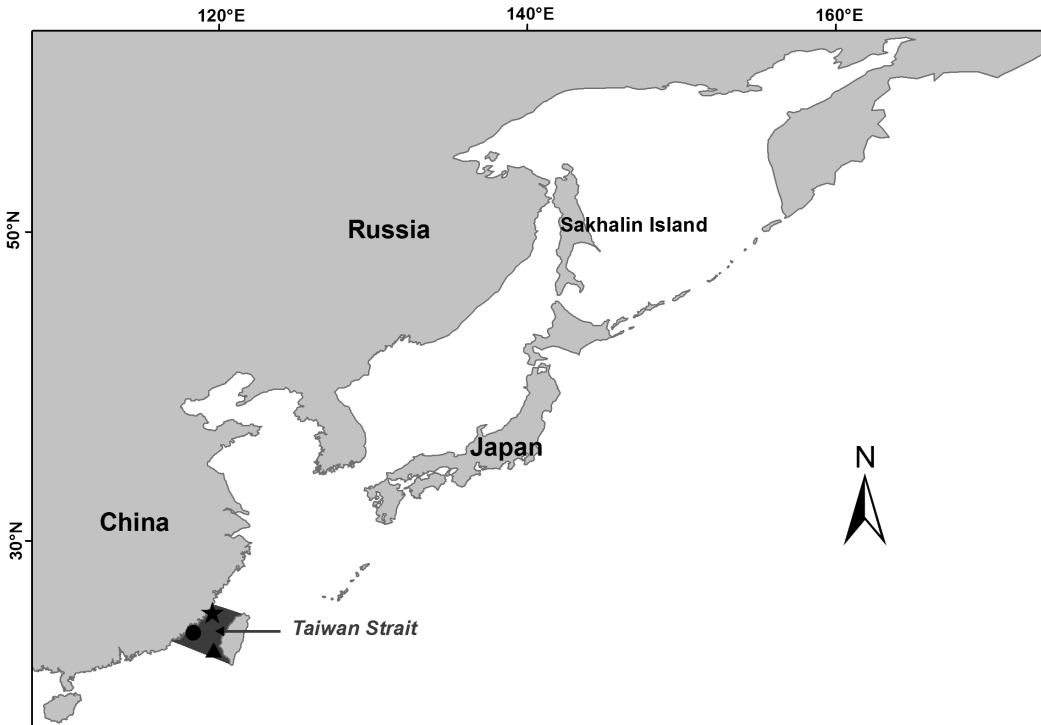 120°E
140°E
160°E
50°N
Russia
Sakhalin Island
Japan
N
China
30°N
Taiwan Strait